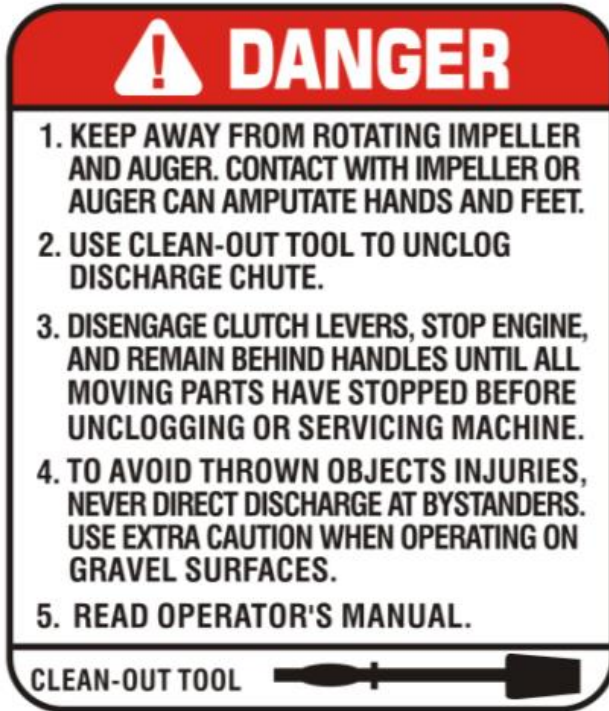 DANGER
1. KEEP AWAY FROM ROTATING IMPELLER
AND AUGER. CONTACT WITH IMPELLER OR
AUGER CAN AMPUTATE HANDS AND FEET.
2. USE CLEAN-OUT TOOL TO UNCLOG
DISCHARGE CHUTE.
3. DISENGAGE CLUTCH LEVERS, STOP ENGINE,
AND REMAIN BEHIND HANDLES UNTIL ALL
MOVING PARTS HAVE STOPPED BEFORE
UNCLOGGING OR SERVICING MACHINE.
4. TO AVOID THROWN OBJECTS INJURIES,
NEVER DIRECT DISCHARGE AT BYSTANDERS.
USE EXTRA CAUTION WHEN OPERATING ON
GRAVEL SURFACES.
5. READ OPERATOR'S MANUAL.
CLEAN-OUT TOOL